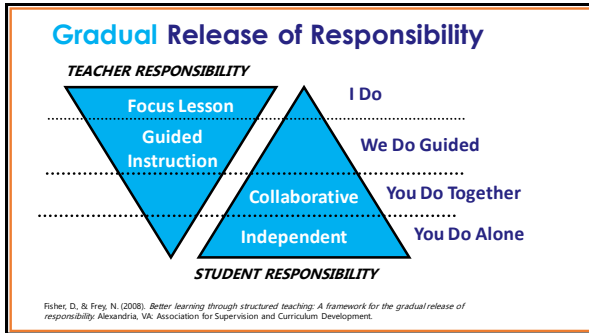 Gradual Release of Responsibility
TEACHER RESPONSIBILITY
I Do
Focus Lesson
Guided
Instruction
We Do Guided
Collaborative
You Do Together
Independent
You Do Alone
STUDENT RESPONSIBILITY
Fisher, D., & Frey, N. (2008). Better learning through structured teaching: A framework for the gradual release of
responsibility. Alexandria, VA: Association for Supervision and Curriculum Development.